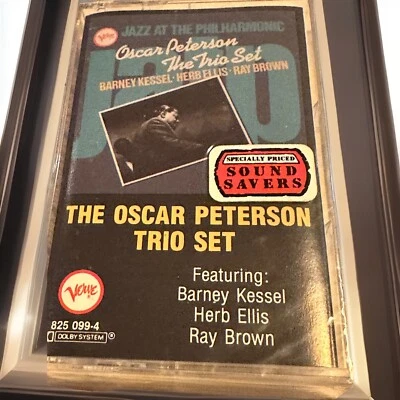 JAZZ AT THE PHILHARMONIC
Verve
Oscar Peterson
The Trio Set
BARNEY KESSEL · HERB ELLIS · RAY BROWN
SPECIALLY PRICED
SOUND
SAVERS
THE OSCAR PETERSON
TRIO SET
Featuring:
Barney Kessel
Herb Ellis
Ray Brown
Verve
825 099-4
DOLBY SYSTEM®